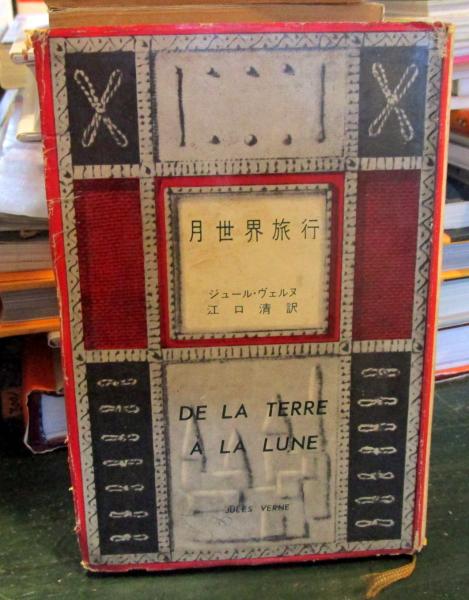 月世界旅行
ジュール・ヴェルヌ
江口清訳
DE LA TERRE
A LA LUNE
JULES VERNE